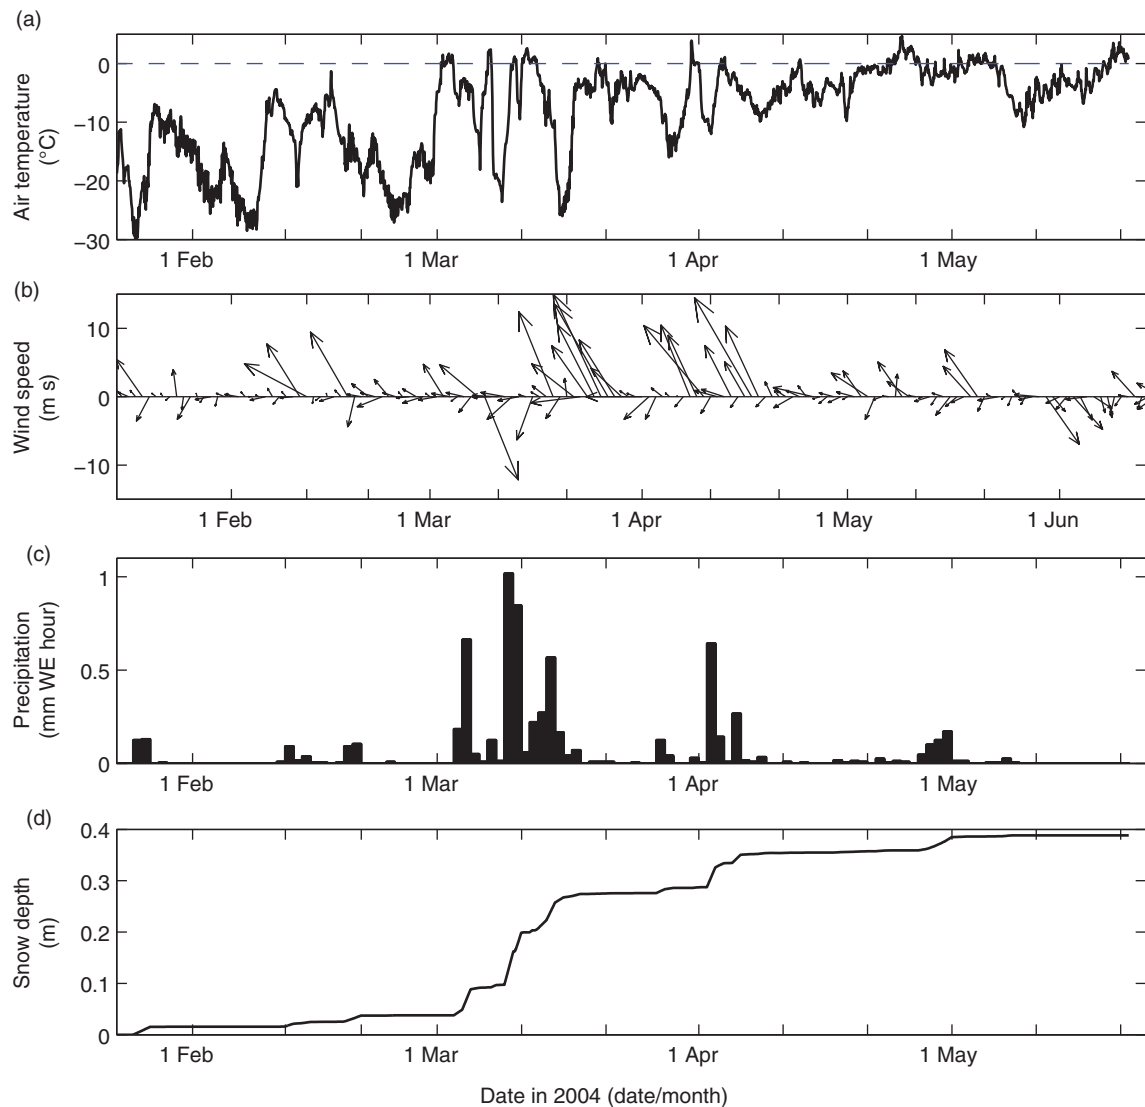 (a)
0
−10
−20
−30
Air temperature
(°C)
1 Feb 1 Mar 1 Apr 1 May
(b)
10
0
−10
Wind speed
(m s)
1 Feb 1 Mar 1 Apr 1 May 1 Jun
(c)
1
0.5
0
Precipitation
(mm WE hour)
1 Feb 1 Mar 1 Apr 1 May
(d)
0.4
0.3
0.2
0.1
0
Snow depth
(m)
1 Feb 1 Mar 1 Apr 1 May
Date in 2004 (date/month)